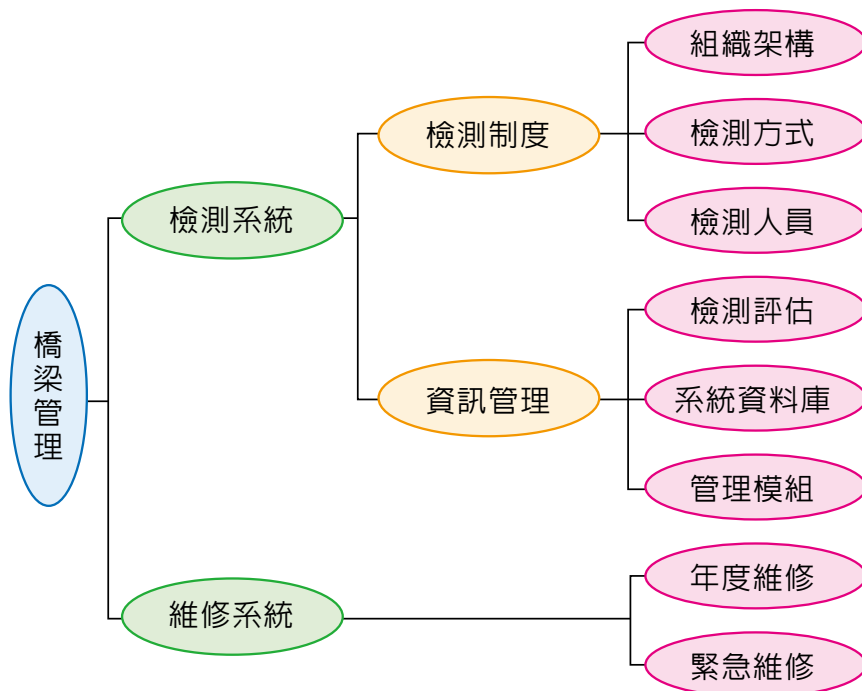 橋梁管理
檢測系統
檢測制度
組織架構
檢測方式
檢測人員
資訊管理
檢測評估
系統資料庫
管理模組
維修系統
年度維修
緊急維修